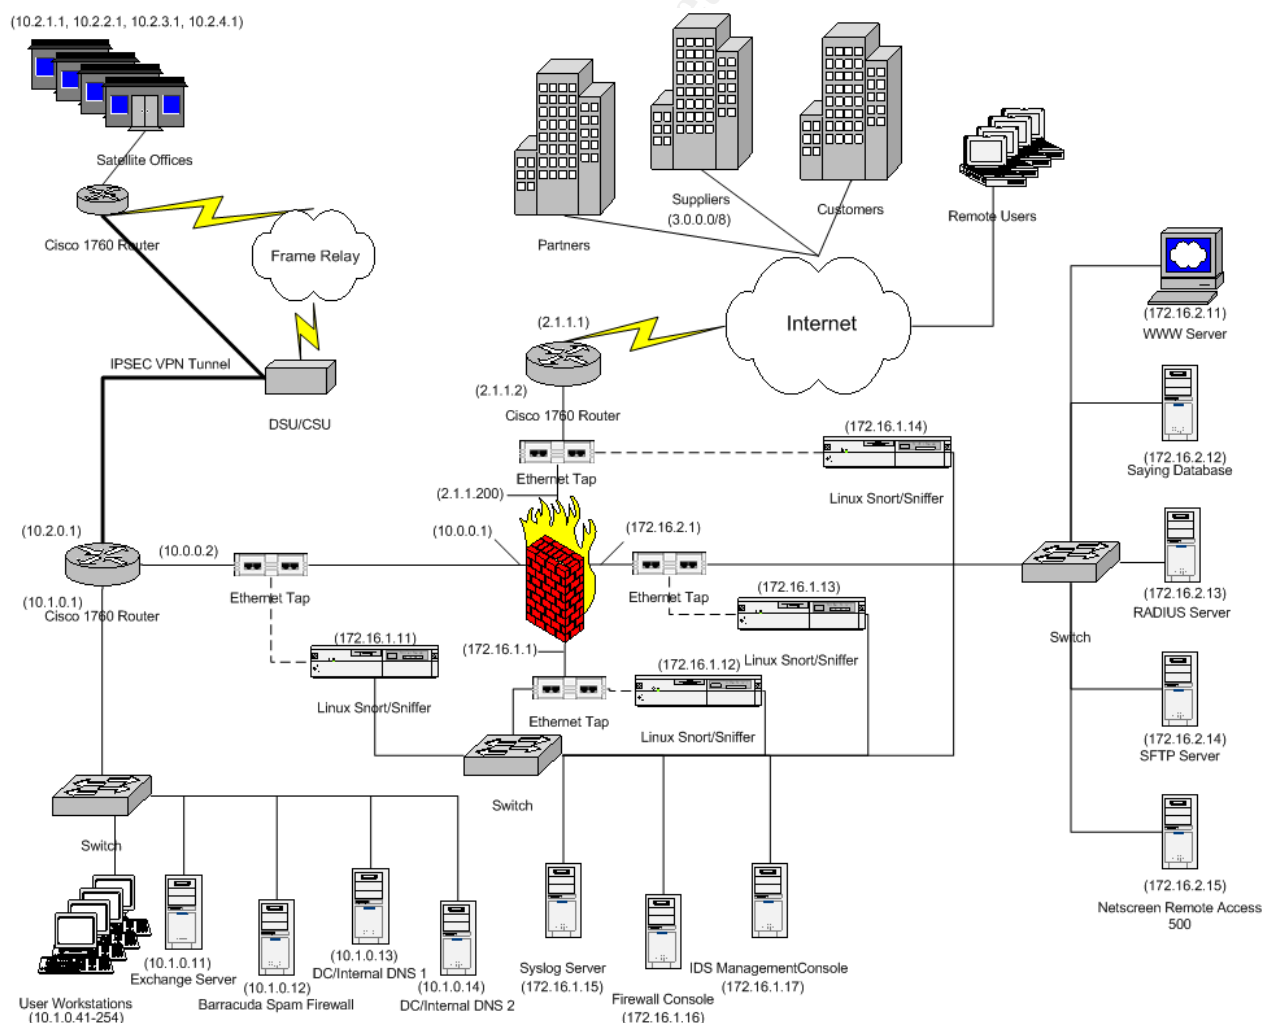 (10.2.1.1, 10.2.2.1, 10.2.3.1, 10.2.4.1)
Satellite Offices
Cisco 1760 Router
Frame Relay
IPSEC VPN Tunnel
DSU/CSU
Partners
Suppliers
(3.0.0.0/8)
Customers
Remote Users
Internet
(2.1.1.1)
(2.1.1.2)
Cisco 1760 Router
Ethernet Tap
(2.1.1.200)
(172.16.1.14)
Linux Snort/Sniffer
(172.16.2.11)
WWW Server
(172.16.2.12)
Saying Database
(172.16.2.13)
RADIUS Server
(172.16.2.14)
SFTP Server
(172.16.2.15)
Netscreen Remote Access
500
Switch
(10.2.0.1)
(10.0.0.2)
(10.1.0.1)
Cisco 1760 Router
Ethernet Tap
(10.0.0.1)
(172.16.2.1)
Ethernet Tap
(172.16.1.13)
Linux Snort/Sniffer
(172.16.1.11)
Linux Snort/Sniffer
(172.16.1.1)
(172.16.1.12)
Ethernet Tap
Linux Snort/Sniffer
Switch
Switch
User Workstations
(10.1.0.41-254)
(10.1.0.11)
Exchange Server
(10.1.0.12)
Barracuda Spam Firewall
(10.1.0.13)
DC/Internal DNS 1
(10.1.0.14)
DC/Internal DNS 2
Syslog Server
(172.16.1.15)
Firewall Console
(172.16.1.16)
IDS ManagementConsole
(172.16.1.17)